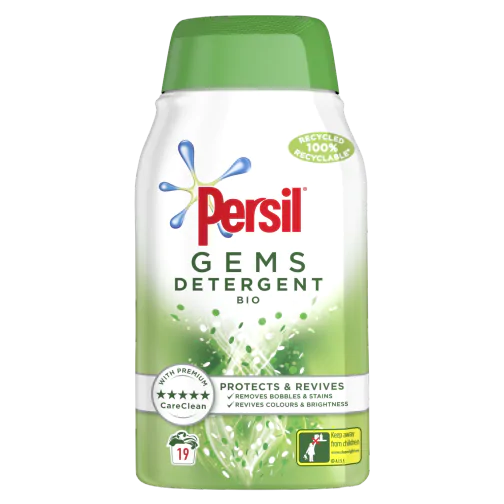 RECYCLED
100%
RECYCLABLE*
Persil®
GEMS
DETERGENT
BIO
WITH PREMIUM
★★★★★
CareClean
PROTECTS & REVIVES
✓ REMOVES BOBBLES & STAINS
✓ REVIVES COLOURS & BRIGHTNESS
19
Keep away
from children